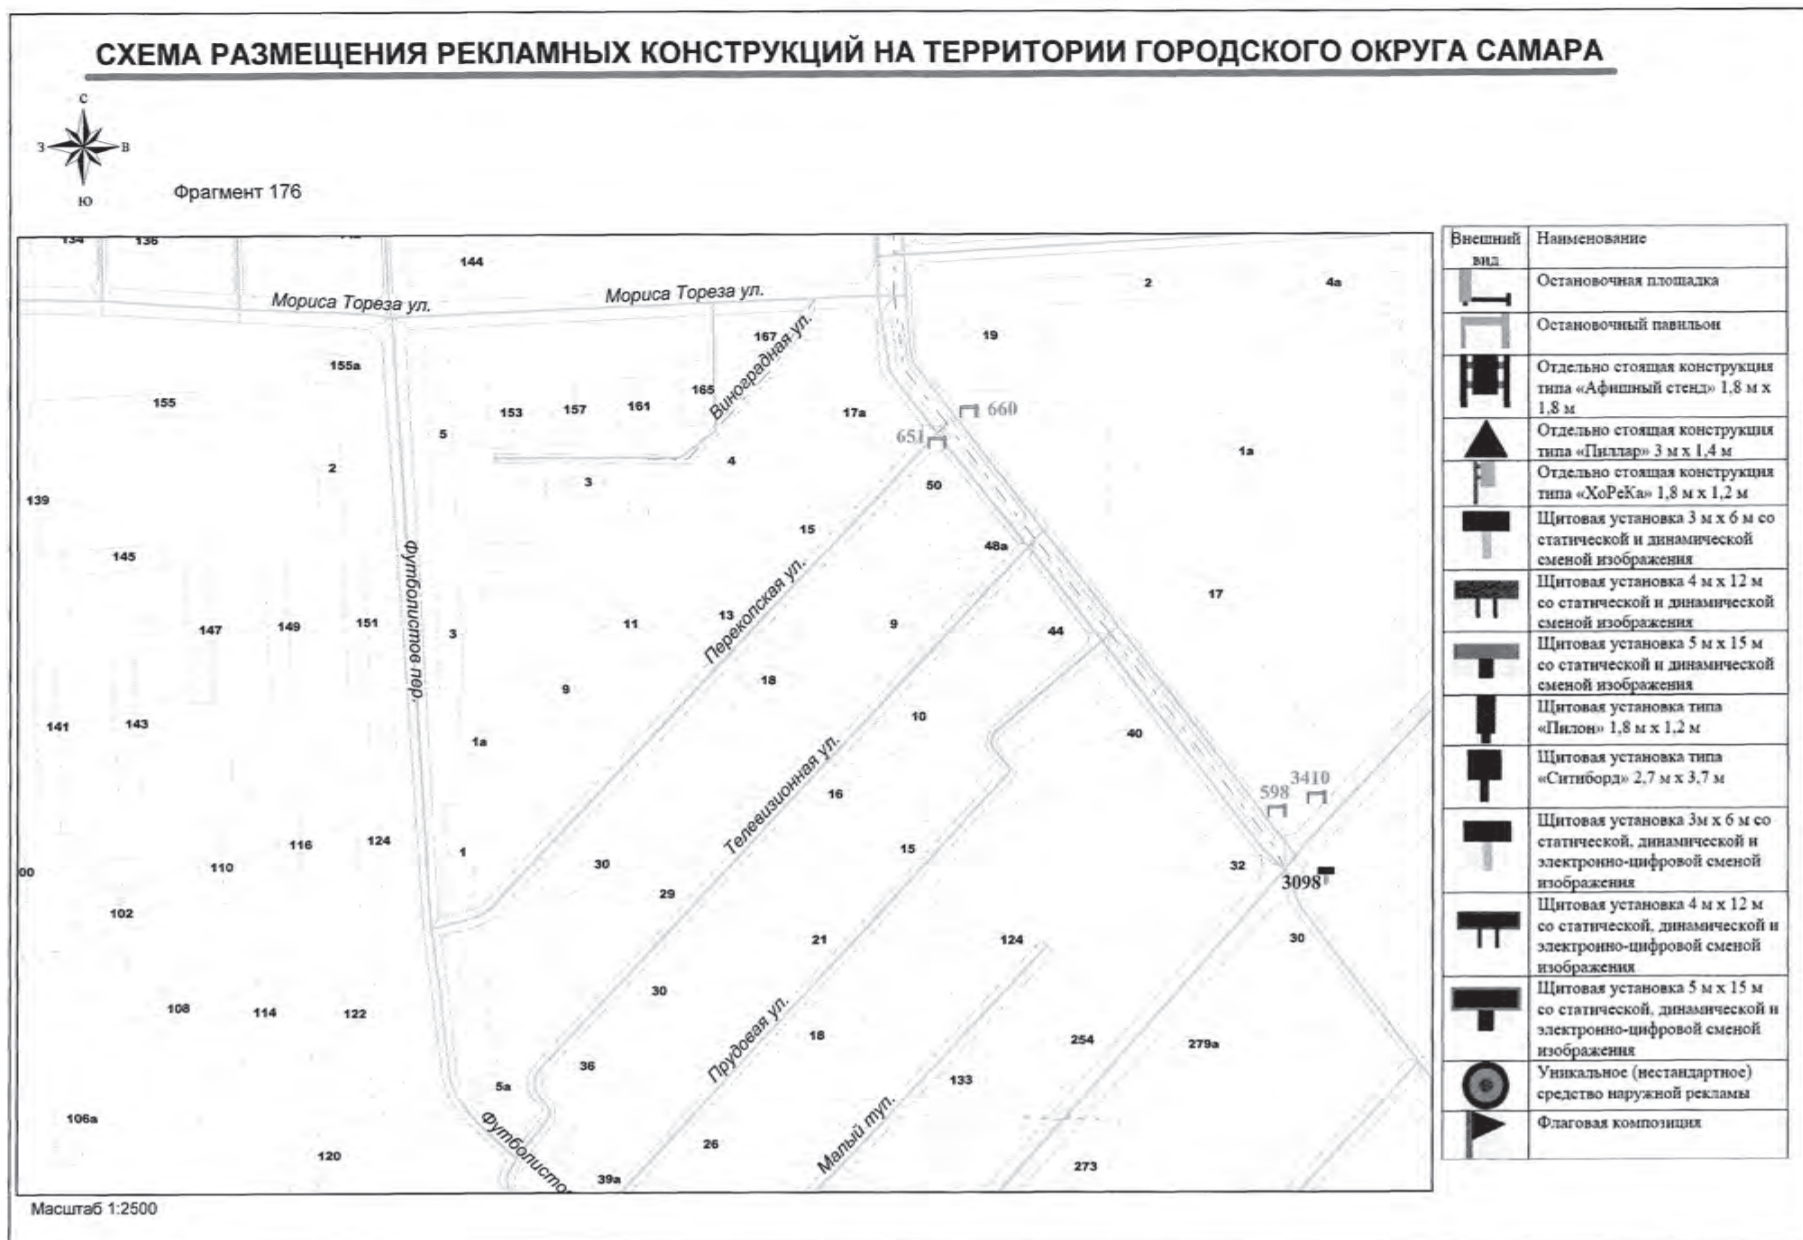 СХЕМА РАЗМЕЩЕНИЯ РЕКЛАМНЫХ КОНСТРУКЦИЙ НА ТЕРРИТОРИИ ГОРОДСКОГО ОКРУГА САМАРА
С
З В
Ю
Фрагмент 176
134 136
144
Мориса Тореза ул.
Мориса Тореза ул.
2 4а
167
19
Виноградная ул.
155а
155
165
153 157 161
17а
660
651
5
4
1а
2
3
50
139
15
48а
145
Футболистов пер.
Перекопская ул.
17
147 149 151
3
11
13
9
44
18
9
10
141 143
1а
40
Телевизионная ул.
16
3410
598
15
116 124
1
30
32
00
110
3098
29
102
21
124
30
30
108 114 122
Прудовая ул.
18
254
279а
36
5а
133
106а
Футболисто
Малый туп.
26
120
39а
273
Масштаб 1:2500
Внешний вид
Наименование
Остановочная площадка
Остановочный павильон
Отдельно стоящая конструкция
типа «Афишный стенд» 1,8 м х
1,8 м
Отдельно стоящая конструкция
типа «Пиллар» 3 м х 1,4 м
Отдельно стоящая конструкция
типа «ХоРеКа» 1,8 м х 1,2 м
Щитовая установка 3 м х 6 м со
статической и динамической
сменой изображения
Щитовая установка 4 м х 12 м
со статической и динамической
сменой изображения
Щитовая установка 5 м х 15 м
со статической и динамической
сменой изображения
Щитовая установка типа
«Пилон» 1,8 м х 1,2 м
Щитовая установка типа
«Ситиборд» 2,7 м х 3,7 м
Щитовая установка 3м х 6 м со
статической, динамической и
электронно-цифровой сменой
изображения
Щитовая установка 4 м х 12 м
со статической, динамической и
электронно-цифровой сменой
изображения
Щитовая установка 5 м х 15 м
со статической, динамической и
электронно-цифровой сменой
изображения
Уникальное (нестандартное)
средство наружной рекламы
Флаговая композиция